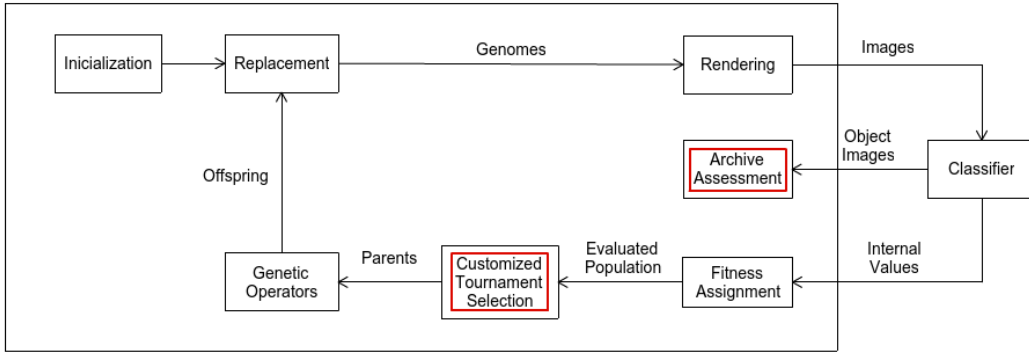 Inicialization
Replacement
Genomes
Rendering
Images
Object
Images
Archive
Assessment
Classifier
Offspring
Internal
Values
Fitness
Assignment
Evaluated
Population
Customized
Tournament
Selection
Parents
Genetic
Operators